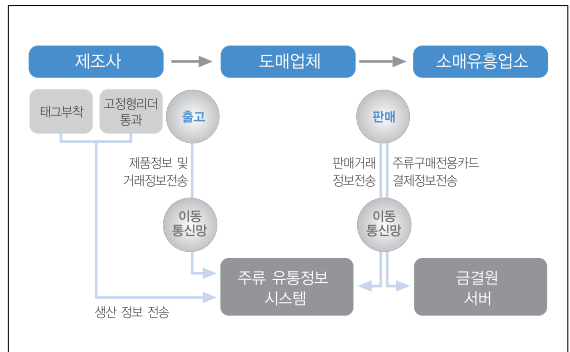 제조사
도매업체
소매유흥업소
태그부착
고정형리더
통과
출고
판매
제품정보 및
거래정보전송
판매거래
정보전송
주류구매전용카드
결제정보전송
이동
통신망
이동
통신망
주류 유통정보
시스템
금결원
서버
생산 정보 전송